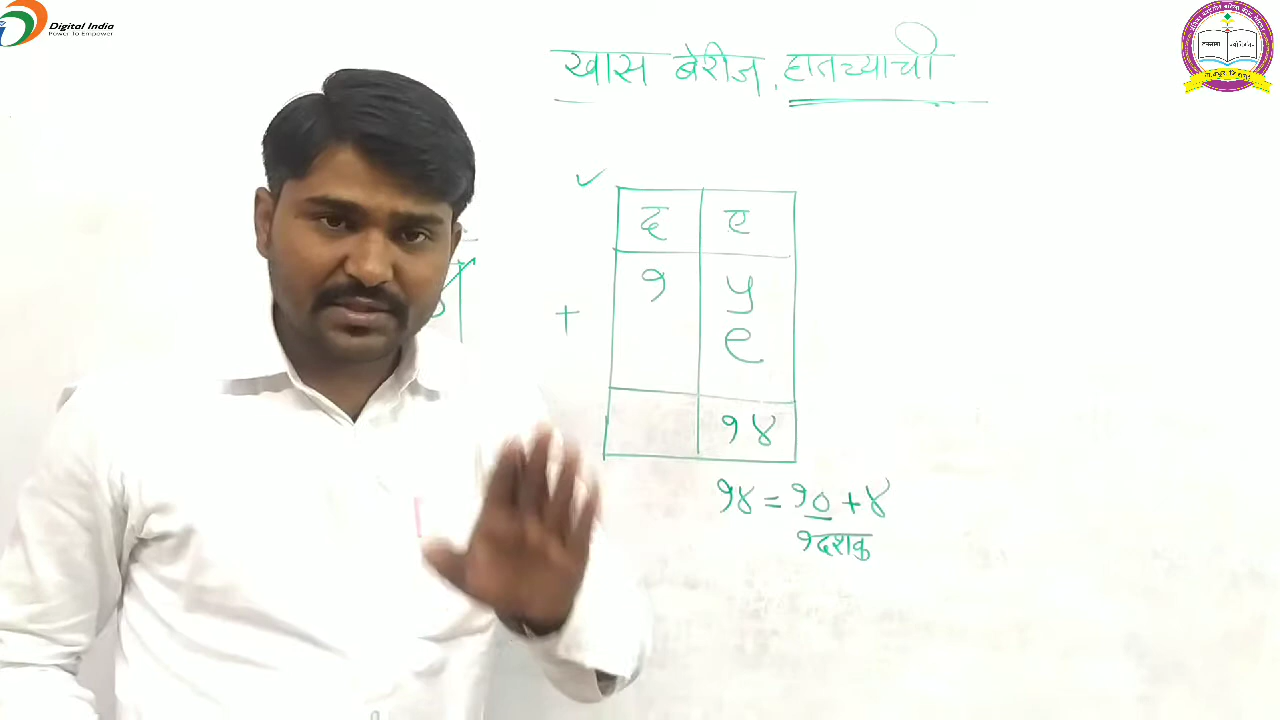 Digital India
Power To Empower
खास बेरीज, हातच्याची
द ए
१ ५
+ ९
१४
१४ = १० + ४
१ दशक